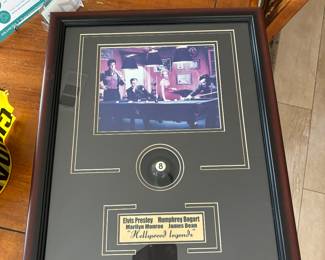 8
Elvis Presley Humphrey Bogart
Marilyn Monroe James Dean
"Hollywood Legends"